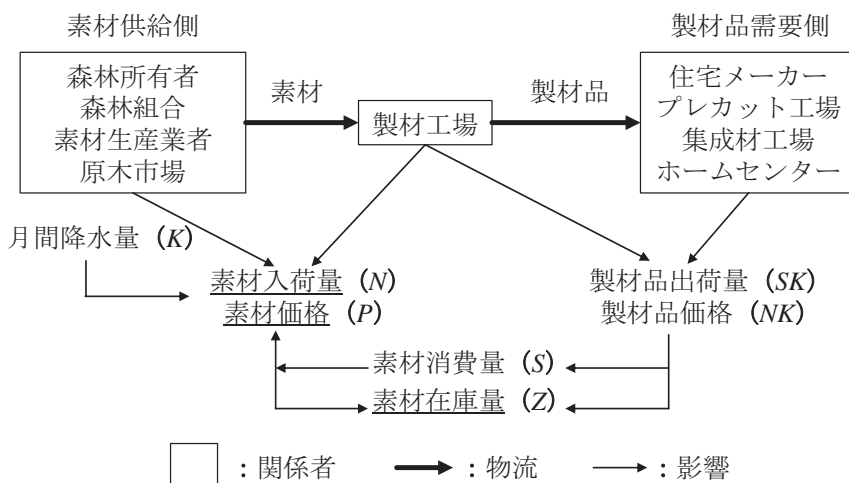 素材供給側
製材品需要側
森林所有者
森林組合
素材生産業者
原木市場
素材
製材工場
製材品
住宅メーカー
プレカット工場
集成材工場
ホームセンター
月間降水量（K）
素材入荷量（N）
素材価格（P）
製材品出荷量（SK）
製材品価格（NK）
素材消費量（S）
素材在庫量（Z）
：関係者
：物流
：影響